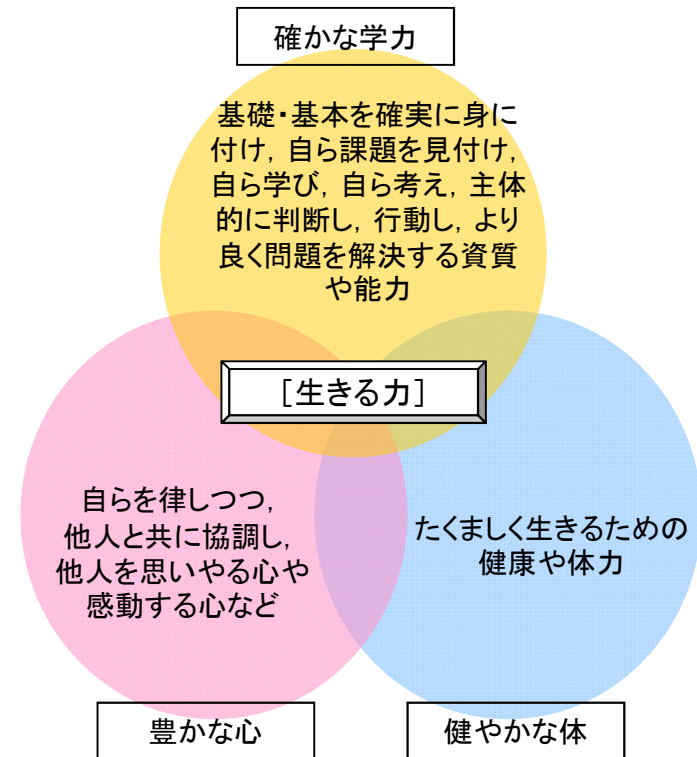 確かな学力
基礎・基本を確実に身に
付け，自ら課題を見付け，
自ら学び，自ら考え，主体
的に判断し，行動し，より
良く問題を解決する資質
や能力
［生きる力］
自らを律しつつ，
他人と共に協調し，
他人を思いやる心や
感動する心など
たくましく生きるための
健康や体力
豊かな心
健やかな体